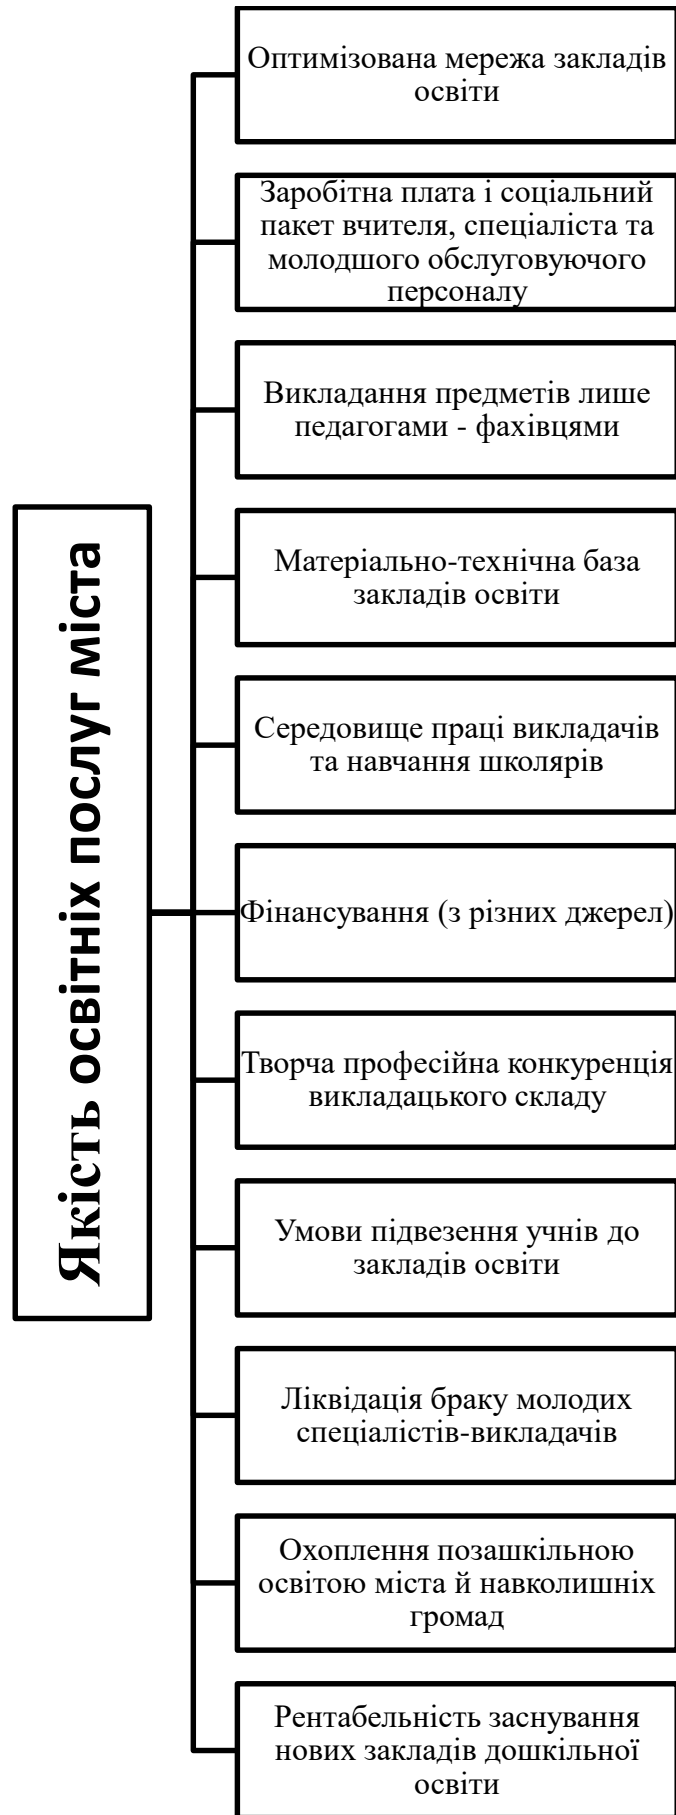 Якість освітніх послуг міста
Оптимізована мережа закладів
освіти
Заробітна плата і соціальний
пакет вчителя, спеціаліста та
молодшого обслуговуючого
персоналу
Викладання предметів лише
педагогами - фахівцями
Матеріально-технічна база
закладів освіти
Середовище праці викладачів
та навчання школярів
Фінансування (з різних джерел)
Творча професійна конкуренція
викладацького складу
Умови підвезення учнів до
закладів освіти
Ліквідація браку молодих
спеціалістів-викладачів
Охоплення позашкільною
освітою міста й навколишніх
громад
Рентабельність заснування
нових закладів дошкільної
освіти